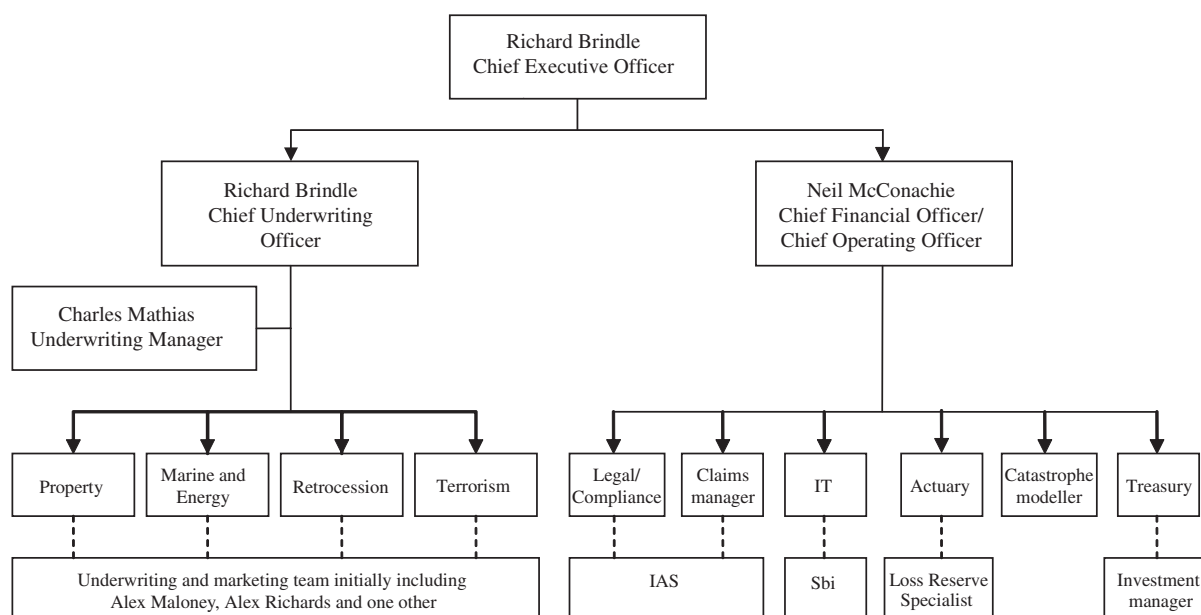 Richard Brindle
Chief Executive Officer
Richard Brindle
Chief Underwriting
Officer
Neil McConachie
Chief Financial Officer/
Chief Operating Officer
Charles Mathias
Underwriting Manager
Property
Marine and
Energy
Retrocession
Terrorism
Legal/
Compliance
Claims
manager
IT
Actuary
Catastrophe
modeller
Treasury
Underwriting and marketing team initially including
Alex Maloney, Alex Richards and one other
IAS
Sbi
Loss Reserve
Specialist
Investment
manager